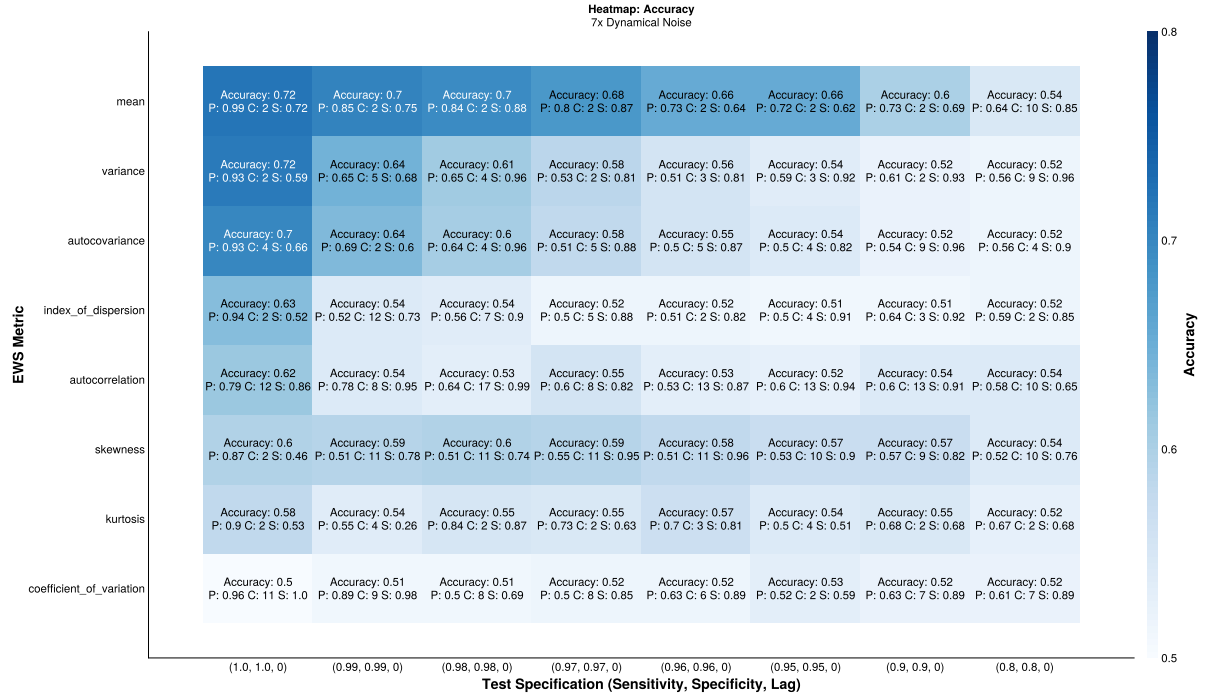 Heatmap: Accuracy
7x Dynamical Noise
EWS Metric
mean
Accuracy: 0.72
P: 0.99 C: 2 S: 0.72
Accuracy: 0.7
P: 0.85 C: 2 S: 0.75
Accuracy: 0.7
P: 0.84 C: 2 S: 0.88
Accuracy: 0.68
P: 0.8 C: 2 S: 0.87
Accuracy: 0.66
P: 0.73 C: 2 S: 0.64
Accuracy: 0.66
P: 0.72 C: 2 S: 0.62
Accuracy: 0.6
P: 0.73 C: 2 S: 0.69
Accuracy: 0.54
P: 0.64 C: 10 S: 0.85
variance
Accuracy: 0.72
P: 0.93 C: 2 S: 0.59
Accuracy: 0.64
P: 0.65 C: 5 S: 0.68
Accuracy: 0.61
P: 0.65 C: 4 S: 0.96
Accuracy: 0.58
P: 0.53 C: 2 S: 0.81
Accuracy: 0.56
P: 0.51 C: 3 S: 0.81
Accuracy: 0.54
P: 0.59 C: 3 S: 0.92
Accuracy: 0.52
P: 0.61 C: 2 S: 0.93
Accuracy: 0.52
P: 0.56 C: 9 S: 0.96
autocovariance
Accuracy: 0.7
P: 0.93 C: 4 S: 0.66
Accuracy: 0.64
P: 0.69 C: 2 S: 0.6
Accuracy: 0.6
P: 0.64 C: 4 S: 0.96
Accuracy: 0.58
P: 0.51 C: 5 S: 0.88
Accuracy: 0.55
P: 0.5 C: 5 S: 0.87
Accuracy: 0.54
P: 0.5 C: 4 S: 0.82
Accuracy: 0.52
P: 0.54 C: 9 S: 0.96
Accuracy: 0.52
P: 0.56 C: 4 S: 0.9
index_of_dispersion
Accuracy: 0.63
P: 0.94 C: 2 S: 0.52
Accuracy: 0.54
P: 0.52 C: 12 S: 0.73
Accuracy: 0.54
P: 0.56 C: 7 S: 0.9
Accuracy: 0.52
P: 0.5 C: 5 S: 0.88
Accuracy: 0.52
P: 0.51 C: 2 S: 0.82
Accuracy: 0.51
P: 0.5 C: 4 S: 0.91
Accuracy: 0.51
P: 0.64 C: 3 S: 0.92
Accuracy: 0.52
P: 0.59 C: 2 S: 0.85
autocorrelation
Accuracy: 0.62
P: 0.79 C: 12 S: 0.86
Accuracy: 0.54
P: 0.78 C: 8 S: 0.95
Accuracy: 0.53
P: 0.64 C: 17 S: 0.99
Accuracy: 0.55
P: 0.6 C: 8 S: 0.82
Accuracy: 0.53
P: 0.53 C: 13 S: 0.87
Accuracy: 0.52
P: 0.6 C: 13 S: 0.94
Accuracy: 0.54
P: 0.6 C: 13 S: 0.91
Accuracy: 0.54
P: 0.58 C: 10 S: 0.65
skewness
Accuracy: 0.6
P: 0.87 C: 2 S: 0.46
Accuracy: 0.59
P: 0.51 C: 11 S: 0.78
Accuracy: 0.6
P: 0.51 C: 11 S: 0.74
Accuracy: 0.59
P: 0.55 C: 11 S: 0.95
Accuracy: 0.58
P: 0.51 C: 11 S: 0.96
Accuracy: 0.57
P: 0.53 C: 10 S: 0.9
Accuracy: 0.57
P: 0.57 C: 9 S: 0.82
Accuracy: 0.54
P: 0.52 C: 10 S: 0.76
kurtosis
Accuracy: 0.58
P: 0.9 C: 2 S: 0.53
Accuracy: 0.54
P: 0.55 C: 4 S: 0.26
Accuracy: 0.55
P: 0.84 C: 2 S: 0.87
Accuracy: 0.55
P: 0.73 C: 2 S: 0.63
Accuracy: 0.57
P: 0.7 C: 3 S: 0.81
Accuracy: 0.54
P: 0.5 C: 4 S: 0.51
Accuracy: 0.55
P: 0.68 C: 2 S: 0.68
Accuracy: 0.52
P: 0.67 C: 2 S: 0.68
coefficient_of_variation
Accuracy: 0.5
P: 0.96 C: 11 S: 1.0
Accuracy: 0.51
P: 0.89 C: 9 S: 0.98
Accuracy: 0.51
P: 0.5 C: 8 S: 0.69
Accuracy: 0.52
P: 0.5 C: 8 S: 0.85
Accuracy: 0.52
P: 0.63 C: 6 S: 0.89
Accuracy: 0.53
P: 0.52 C: 2 S: 0.59
Accuracy: 0.52
P: 0.63 C: 7 S: 0.89
Accuracy: 0.52
P: 0.61 C: 7 S: 0.89
(1.0, 1.0, 0)
(0.99, 0.99, 0)
(0.98, 0.98, 0)
(0.97, 0.97, 0)
(0.96, 0.96, 0)
(0.95, 0.95, 0)
(0.9, 0.9, 0)
(0.8, 0.8, 0)
Test Specification (Sensitivity, Specificity, Lag)
0.8
0.7
0.6
0.5
Accuracy